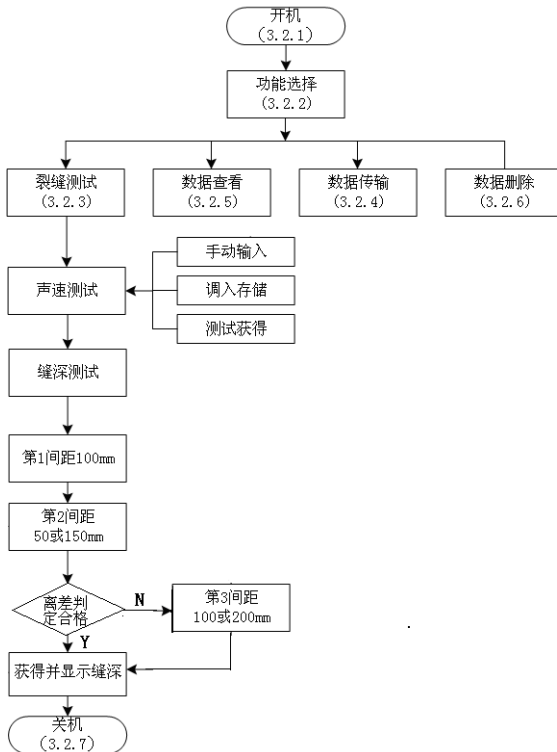 开机
(3.2.1)
功能选择
(3.2.2)
裂缝测试
(3.2.3)
数据查看
(3.2.5)
数据传输
(3.2.4)
数据删除
(3.2.6)
手动输入
声速测试
调入存储
测试获得
缝深测试
第1间距100mm
第2间距
50或150mm
离差判
定合格
N
第3间距
100或200mm
Y
获得并显示缝深
关机
(3.2.7)